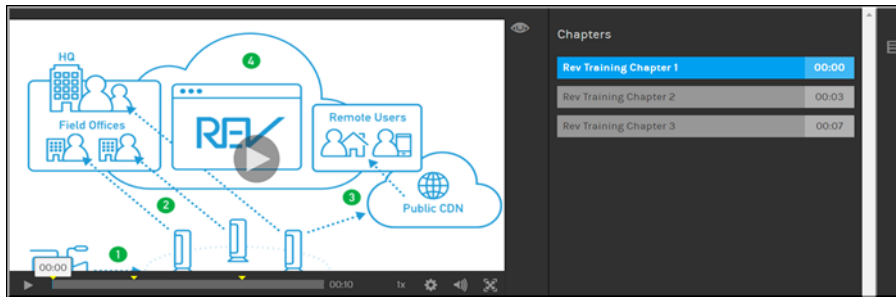 HQ
4
Field Offices
REV
Remote Users
2
3
Public CDN
1
00:00
00:10
1x
Chapters
Rev Training Chapter 1 00:00
Rev Training Chapter 2 00:03
Rev Training Chapter 3 00:07